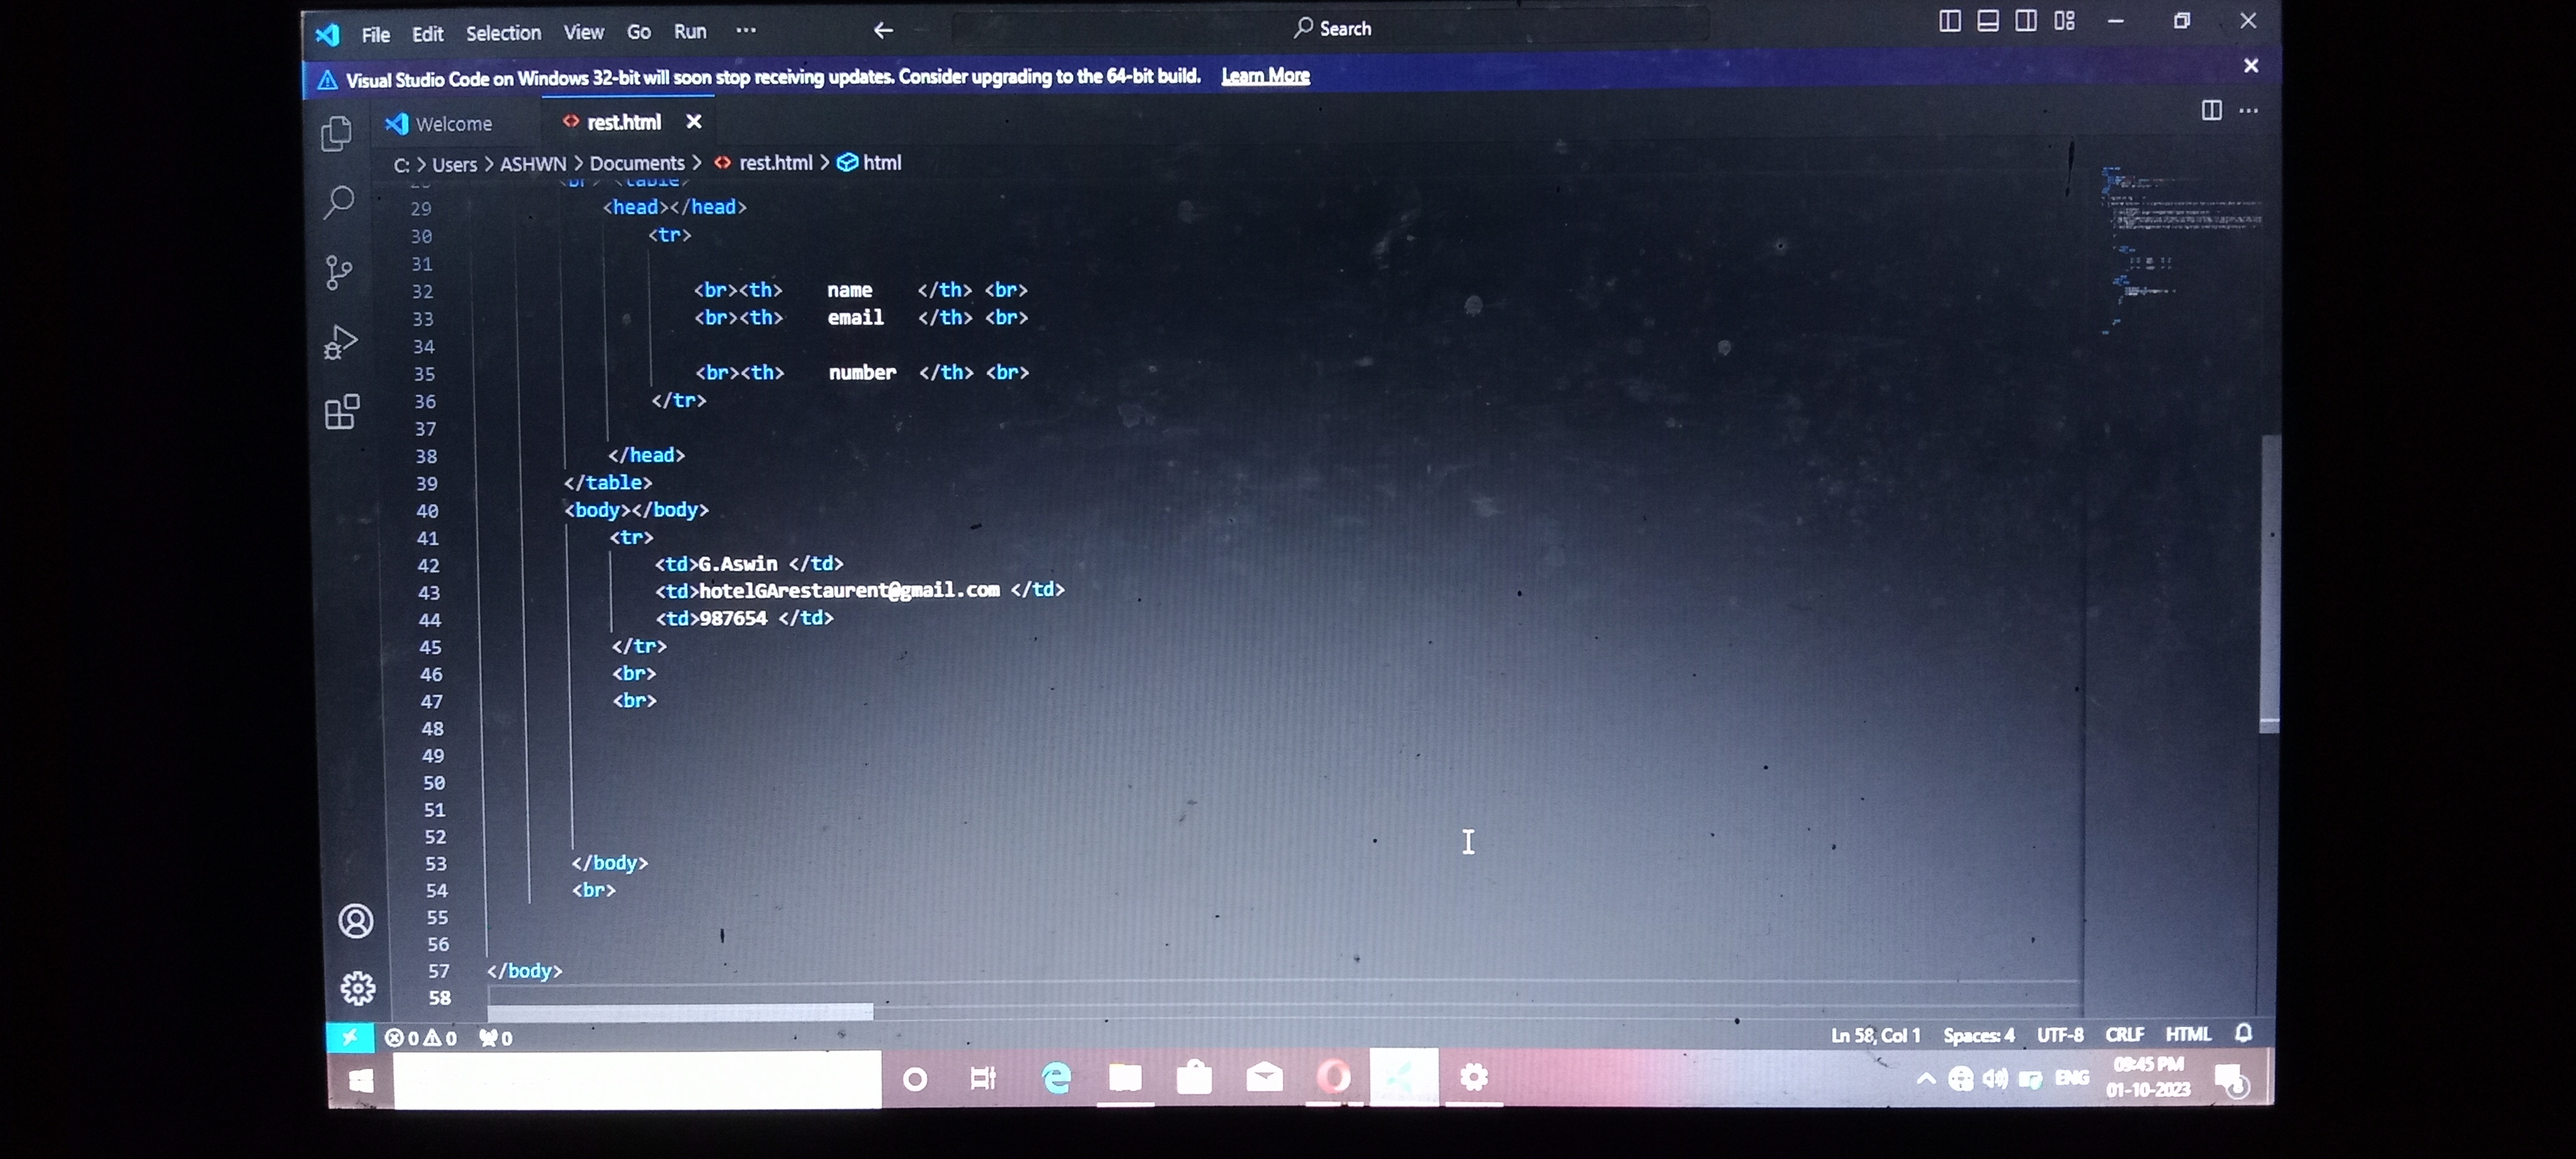 File Edit Selection View Go Run ··· ← Search
Visual Studio Code on Windows 32-bit will soon stop receiving updates. Consider upgrading to the 64-bit build. Learn More
Welcome rest.html
C: > Users > ASHWN > Documents > rest.html > html
<br> <table>
29 <head></head>
30 <tr>
31
32 <br><th> name </th> <br>
33 <br><th> email </th> <br>
34
35 <br><th> number </th> <br>
36 </tr>
37
38 </head>
39 </table>
40 <body></body>
41 <tr>
42 <td>G.Aswin </td>
43 <td>hotelGArestaurent@gmail.com </td>
44 <td>987654 </td>
45 </tr>
46 <br>
47 <br>
48
49
50
51
52
53 </body>
54 <br>
55
56
57 </body>
58
0 0 0 Ln 58, Col 1 Spaces: 4 UTF-8 CRLF HTML
ENG 09:45 PM
01-10-2023